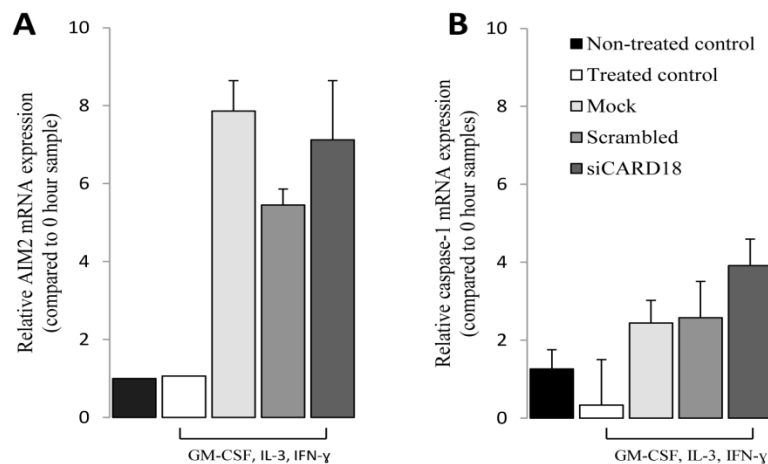 A
Relative AIM2 mRNA expression
(compared to 0 hour sample)
10
8
6
4
2
0
GM-CSF, IL-3, IFN-ɣ
B
Relative caspase-1 mRNA expression
(compared to 0 hour samples)
10
8
6
4
2
0
Non-treated control
Treated control
Mock
Scrambled
siCARD18
GM-CSF, IL-3, IFN-ɣ